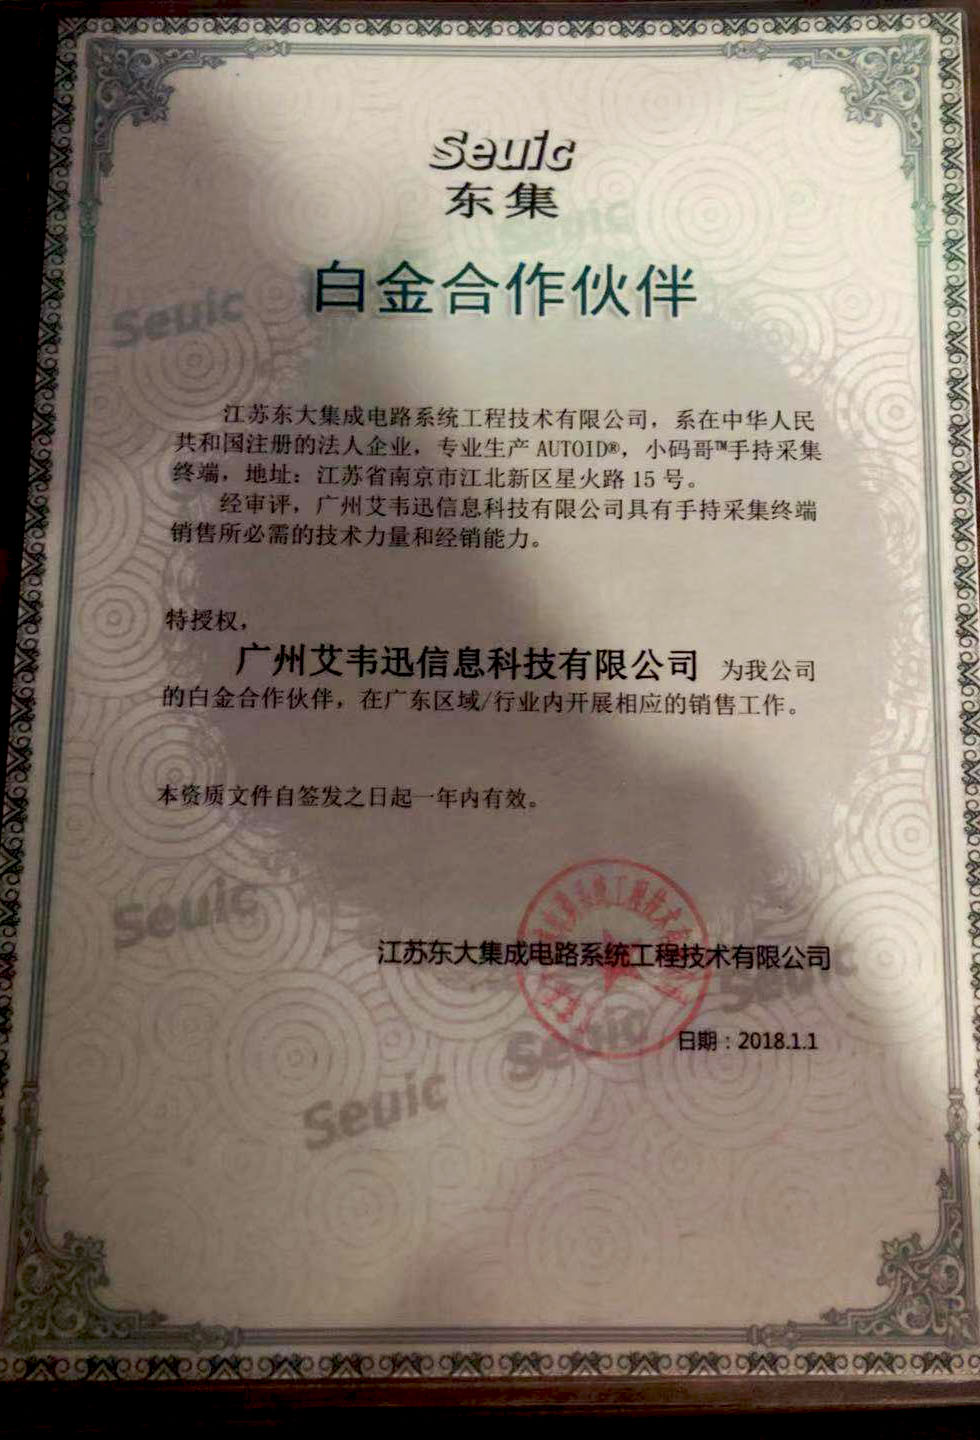 Seuic
东集
白金合作伙伴
江苏东大集成电路系统工程技术有限公司，系在中华人民
共和国注册的法人企业，专业生产 AUTOID®，小码哥™手持采集
终端，地址：江苏省南京市江北新区星火路 15 号。
经审评，广州艾韦迅信息科技有限公司具有手持采集终端
销售所必需的技术力量和经销能力。
特授权，
广州艾韦迅信息科技有限公司 为我公司
的白金合作伙伴，在广东区域/行业内开展相应的销售工作。
本资质文件自签发之日起一年内有效。
江苏东大集成电路系统工程技术有限公司
日期：2018.1.1
Seuic
Seuic
Seuic
Seuic
Seuic
Seuic